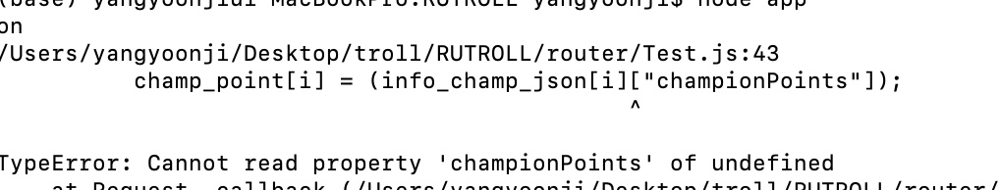 (base) yangyoonjiui-MacBookPro:RUTROLL yangyoonji$ node app
on
/Users/yangyoonji/Desktop/troll/RUTROLL/router/Test.js:43
champ_point[i] = (info_champ_json[i]["championPoints"]);
^
TypeError: Cannot read property 'championPoints' of undefined
at Request._callback (/Users/yangyoonji/Desktop/troll/RUTROLL/router/